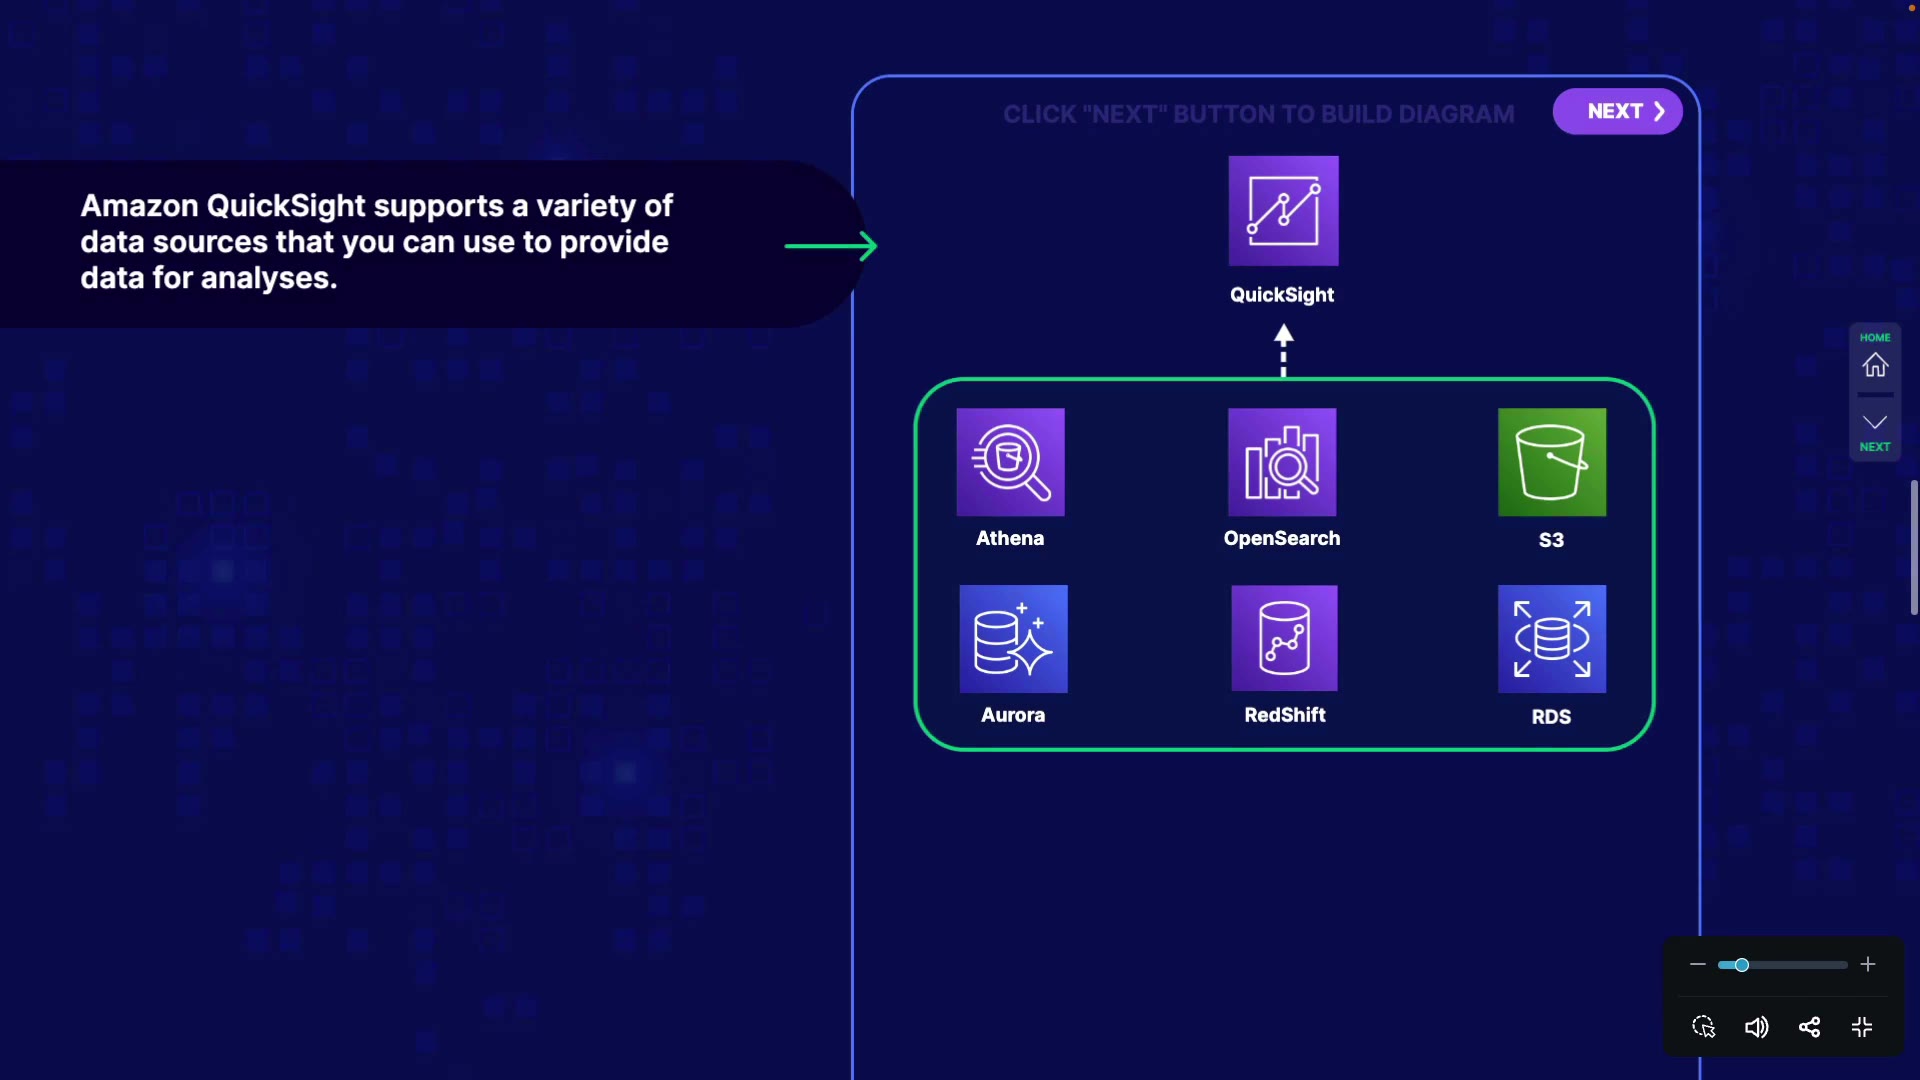 CLICK "NEXT" BUTTON TO BUILD DIAGRAM
NEXT
Amazon QuickSight supports a variety of
data sources that you can use to provide
data for analyses.
QuickSight
HOME
NEXT
Athena
OpenSearch
S3
Aurora
RedShift
RDS